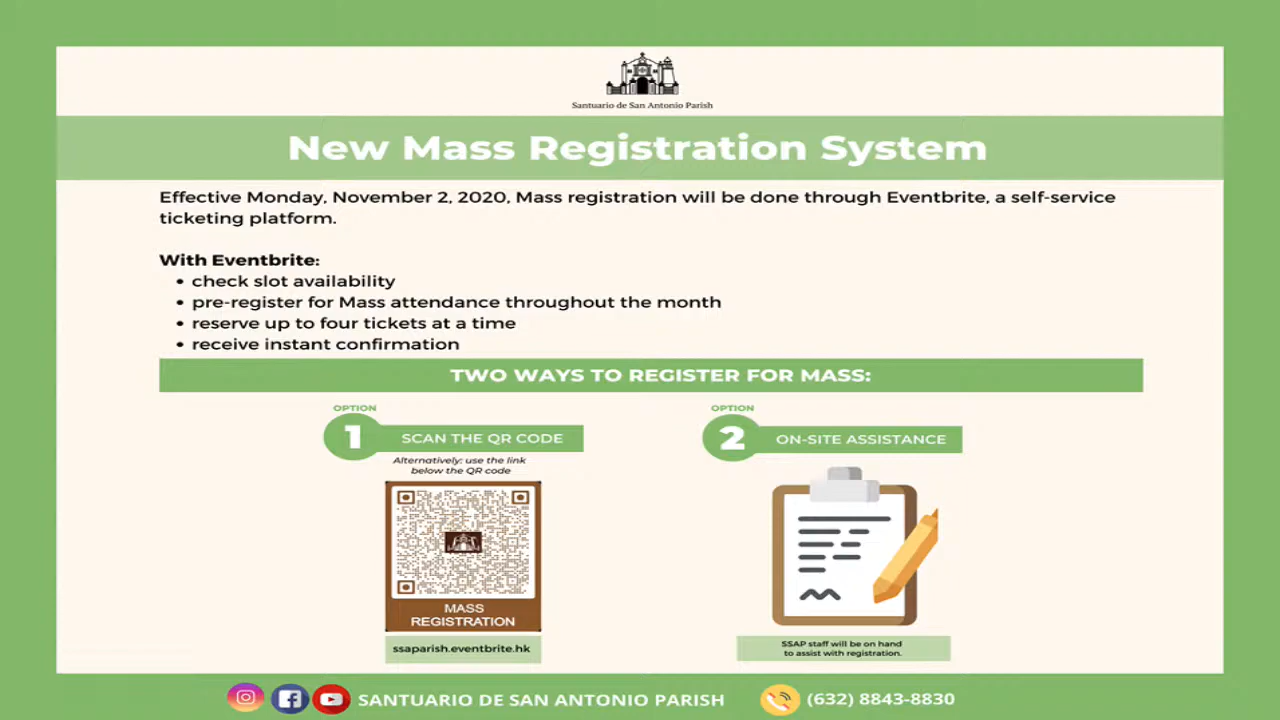 Santuario de San Antonio Parish
New Mass Registration System
Effective Monday, November 2, 2020, Mass registration will be done through Eventbrite, a self-service
ticketing platform.
With Eventbrite:
• check slot availability
• pre-register for Mass attendance throughout the month
• reserve up to four tickets at a time
• receive instant confirmation
TWO WAYS TO REGISTER FOR MASS:
OPTION
1 SCAN THE QR CODE
Alternatively: use the link
below the QR code
MASS
REGISTRATION
ssaparish.eventbrite.hk
OPTION
2 ON-SITE ASSISTANCE
SSAP staff will be on hand
to assist with registration.
SANTUARIO DE SAN ANTONIO PARISH
(632) 8843-8830